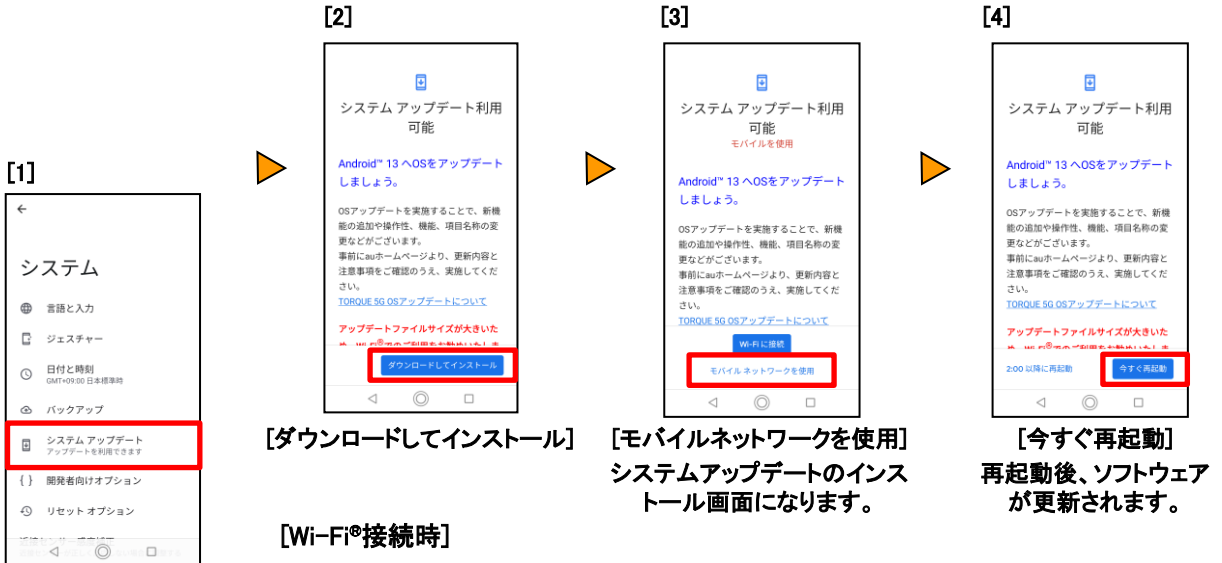 [1]
←
システム
言語と入力
ジェスチャー
日付と時刻
GMT+09:00 日本標準時
バックアップ
システム アップデート
アップデートを利用できます
{ } 開発者向けオプション
リセット オプション
[2]
システム アップデート利用
可能
Android™ 13 へOSをアップデート
しましょう。
OSアップデートを実施することで、新機
能の追加や操作性、機能、項目名称の変
更などがございます。
事前にauホームページより、更新内容と
注意事項をご確認のうえ、実施してくだ
さい。
TORQUE 5G OSアップデートについて
アップデートファイルサイズが大きいた
め、Wi-Fi®でのご利用をお勧めいたしま
ダウンロードしてインストール
[ダウンロードしてインストール]
[3]
システム アップデート利用
可能
モバイルを使用
Android™ 13 へOSをアップデート
しましょう。
OSアップデートを実施することで、新機
能の追加や操作性、機能、項目名称の変
更などがございます。
事前にauホームページより、更新内容と
注意事項をご確認のうえ、実施してくだ
さい。
TORQUE 5G OSアップデートについて
Wi-Fi に接続
モバイル ネットワークを使用
[モバイルネットワークを使用]
システムアップデートのインス
トール画面になります。
[4]
システム アップデート利用
可能
Android™ 13 へOSをアップデート
しましょう。
OSアップデートを実施することで、新機
能の追加や操作性、機能、項目名称の変
更などがございます。
事前にauホームページより、更新内容と
注意事項をご確認のうえ、実施してくだ
さい。
TORQUE 5G OSアップデートについて
アップデートファイルサイズが大きいた
め、Wi-Fi®でのご利用をお勧めいたしま
2:00 以降に再起動
今すぐ再起動
[今すぐ再起動]
再起動後、ソフトウェア
が更新されます。
[Wi-Fi®接続時]